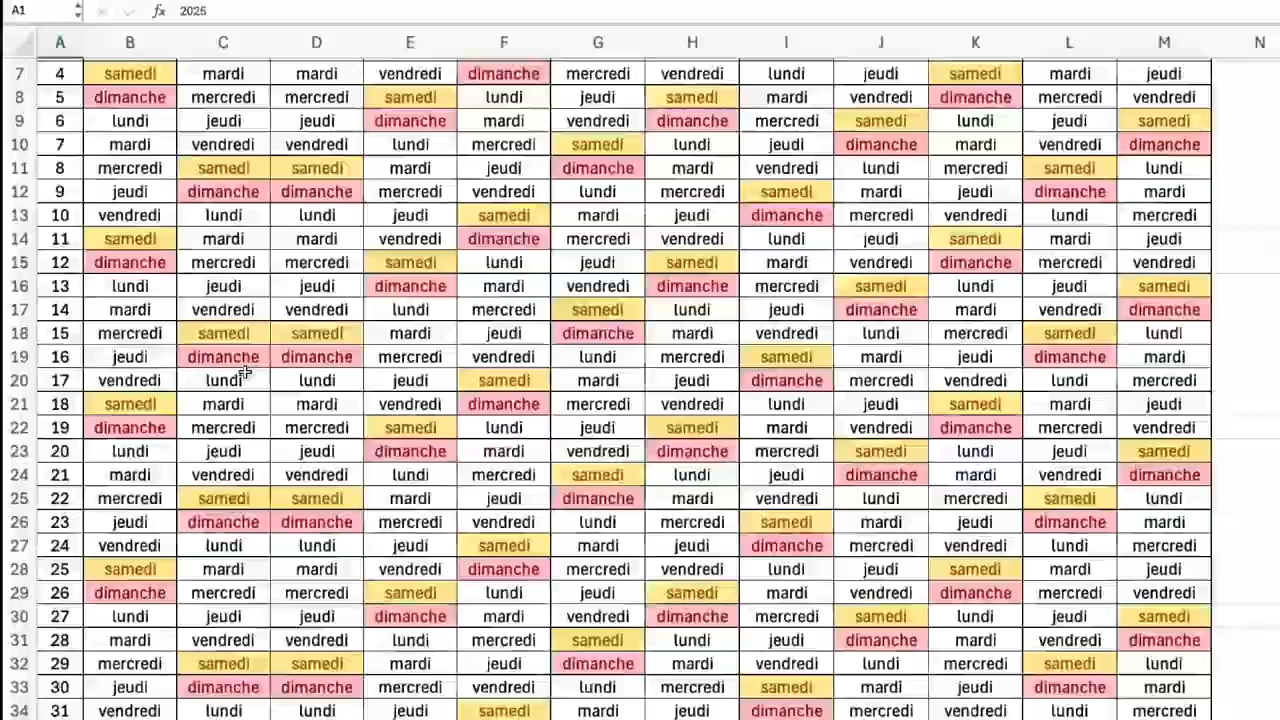 A1 fx 2025
A B C D E F G H I J K L M N
7 4 samedi mardi mardi vendredi dimanche mercredi vendredi lundi jeudi samedi mardi jeudi
8 5 dimanche mercredi mercredi samedi lundi jeudi samedi mardi vendredi dimanche mercredi vendredi
9 6 lundi jeudi jeudi dimanche mardi vendredi dimanche mercredi samedi lundi jeudi samedi
10 7 mardi vendredi vendredi lundi mercredi samedi lundi jeudi dimanche mardi vendredi dimanche
11 8 mercredi samedi samedi mardi jeudi dimanche mardi vendredi lundi mercredi samedi lundi
12 9 jeudi dimanche dimanche mercredi vendredi lundi mercredi samedi mardi jeudi dimanche mardi
13 10 vendredi lundi lundi jeudi samedi mardi jeudi dimanche mercredi vendredi lundi mercredi
14 11 samedi mardi mardi vendredi dimanche mercredi vendredi lundi jeudi samedi mardi jeudi
15 12 dimanche mercredi mercredi samedi lundi jeudi samedi mardi vendredi dimanche mercredi vendredi
16 13 lundi jeudi jeudi dimanche mardi vendredi dimanche mercredi samedi lundi jeudi samedi
17 14 mardi vendredi vendredi lundi mercredi samedi lundi jeudi dimanche mardi vendredi dimanche
18 15 mercredi samedi samedi mardi jeudi dimanche mardi vendredi lundi mercredi samedi lundi
19 16 jeudi dimanche dimanche mercredi vendredi lundi mercredi samedi mardi jeudi dimanche mardi
20 17 vendredi lundi lundi jeudi samedi mardi jeudi dimanche mercredi vendredi lundi mercredi
21 18 samedi mardi mardi vendredi dimanche mercredi vendredi lundi jeudi samedi mardi jeudi
22 19 dimanche mercredi mercredi samedi lundi jeudi samedi mardi vendredi dimanche mercredi vendredi
23 20 lundi jeudi jeudi dimanche mardi vendredi dimanche mercredi samedi lundi jeudi samedi
24 21 mardi vendredi vendredi lundi mercredi samedi lundi jeudi dimanche mardi vendredi dimanche
25 22 mercredi samedi samedi mardi jeudi dimanche mardi vendredi lundi mercredi samedi lundi
26 23 jeudi dimanche dimanche mercredi vendredi lundi mercredi samedi mardi jeudi dimanche mardi
27 24 vendredi lundi lundi jeudi samedi mardi jeudi dimanche mercredi vendredi lundi mercredi
28 25 samedi mardi mardi vendredi dimanche mercredi vendredi lundi jeudi samedi mardi jeudi
29 26 dimanche mercredi mercredi samedi lundi jeudi samedi mardi vendredi dimanche mercredi vendredi
30 27 lundi jeudi jeudi dimanche mardi vendredi dimanche mercredi samedi lundi jeudi samedi
31 28 mardi vendredi vendredi lundi mercredi samedi lundi jeudi dimanche mardi vendredi dimanche
32 29 mercredi samedi samedi mardi jeudi dimanche mardi vendredi lundi mercredi samedi lundi
33 30 jeudi dimanche dimanche mercredi vendredi lundi mercredi samedi mardi jeudi dimanche mardi
34 31 vendredi lundi lundi jeudi samedi mardi jeudi dimanche mercredi vendredi lundi mercredi